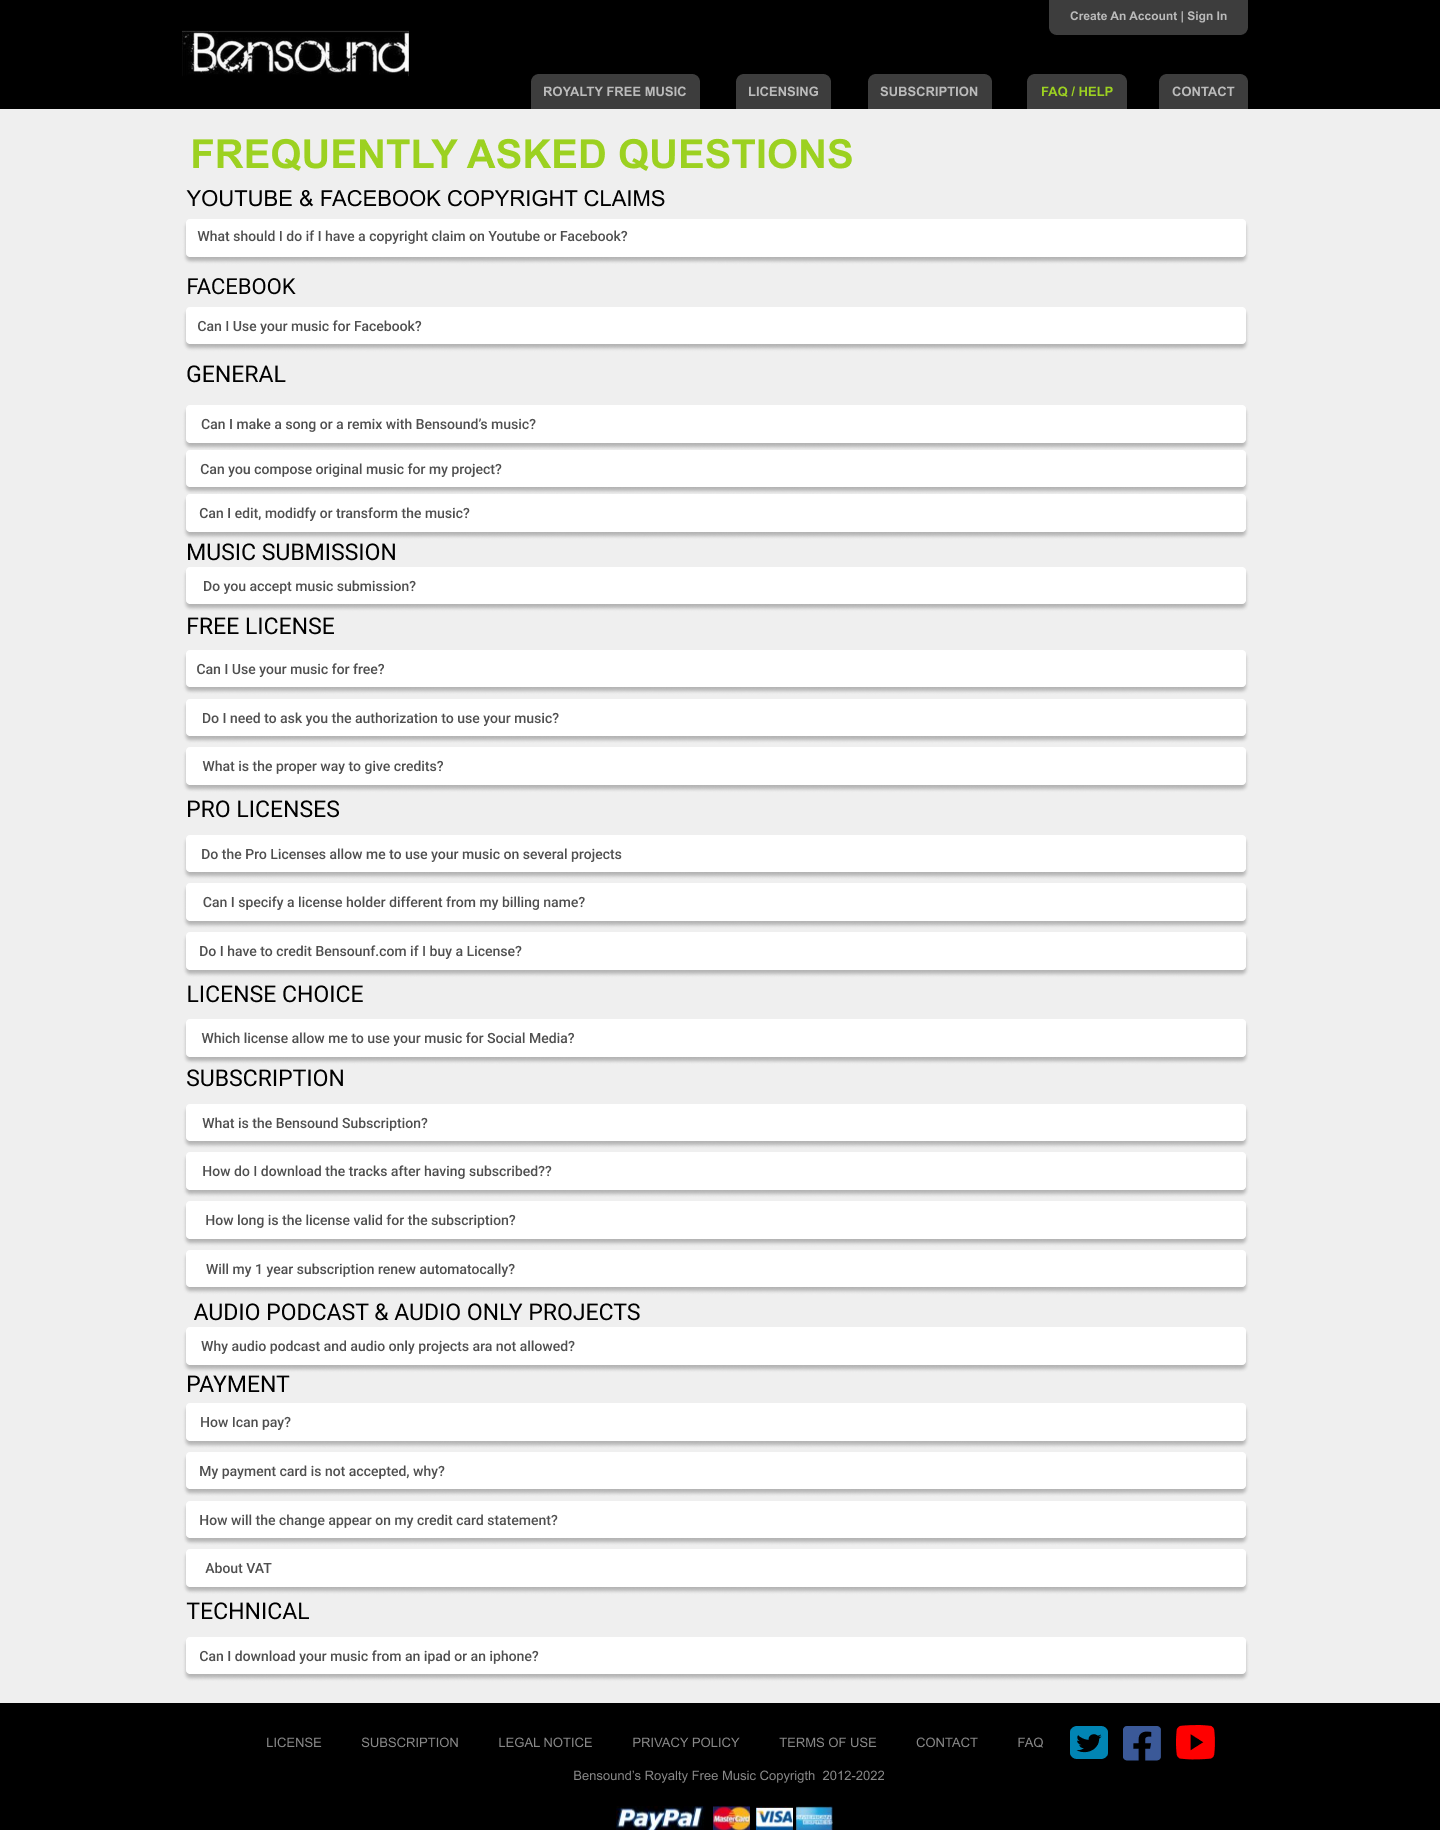 Create An Account | Sign In
Bensound
ROYALTY FREE MUSIC LICENSING SUBSCRIPTION FAQ / HELP CONTACT
FREQUENTLY ASKED QUESTIONS
YOUTUBE & FACEBOOK COPYRIGHT CLAIMS
What should I do if I have a copyright claim on Youtube or Facebook?
FACEBOOK
Can I Use your music for Facebook?
GENERAL
Can I make a song or a remix with Bensound’s music?
Can you compose original music for my project?
Can I edit, modidfy or transform the music?
MUSIC SUBMISSION
Do you accept music submission?
FREE LICENSE
Can I Use your music for free?
Do I need to ask you the authorization to use your music?
What is the proper way to give credits?
PRO LICENSES
Do the Pro Licenses allow me to use your music on several projects
Can I specify a license holder different from my billing name?
Do I have to credit Bensounf.com if I buy a License?
LICENSE CHOICE
Which license allow me to use your music for Social Media?
SUBSCRIPTION
What is the Bensound Subscription?
How do I download the tracks after having subscribed??
How long is the license valid for the subscription?
Will my 1 year subscription renew automatocally?
AUDIO PODCAST & AUDIO ONLY PROJECTS
Why audio podcast and audio only projects ara not allowed?
PAYMENT
How Ican pay?
My payment card is not accepted, why?
How will the change appear on my credit card statement?
About VAT
TECHNICAL
Can I download your music from an ipad or an iphone?
LICENSE SUBSCRIPTION LEGAL NOTICE PRIVACY POLICY TERMS OF USE CONTACT FAQ
Bensound’s Royalty Free Music Copyrigth 2012-2022
PayPal MasterCard VISA AMERICAN EXPRESS